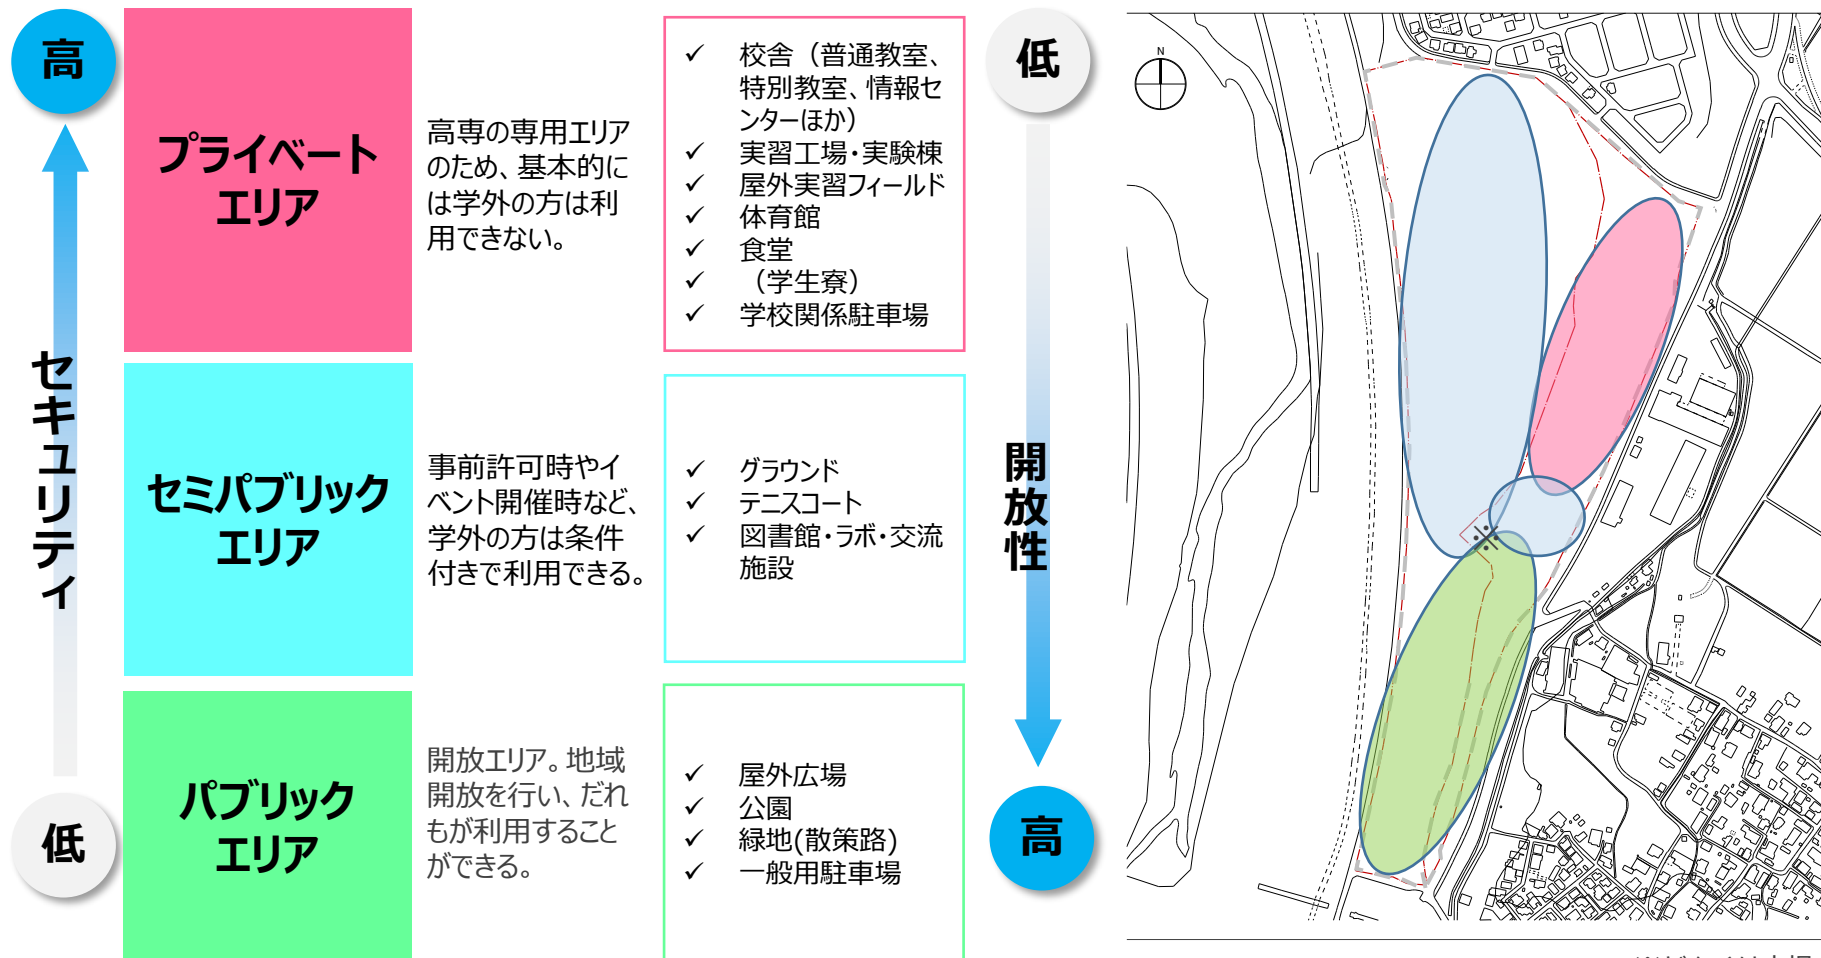 高
セキュリティ
低
プライベート
エリア
高専の専用エリア
のため、基本的に
は学外の方は利
用できない。
✓ 校舎（普通教室、
特別教室、情報セ
ンターほか）
✓ 実習工場・実験棟
✓ 屋外実習フィールド
✓ 体育館
✓ 食堂
✓ （学生寮）
✓ 学校関係駐車場
セミパブリック
エリア
事前許可時やイ
ベント開催時など、
学外の方は条件
付きで利用できる。
✓ グラウンド
✓ テニスコート
✓ 図書館・ラボ・交流
施設
パブリック
エリア
開放エリア。地域
開放を行い、だれ
もが利用すること
ができる。
✓ 屋外広場
✓ 公園
✓ 緑地(散策路)
✓ 一般用駐車場
低
開放性
高
N
※